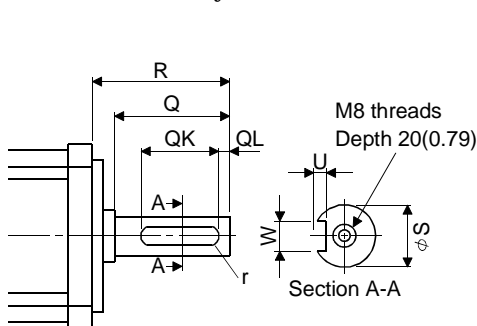 R
Q
QK
QL
M8 threads
Depth 20(0.79)
U
A
A
W
φS
r
Section A-A